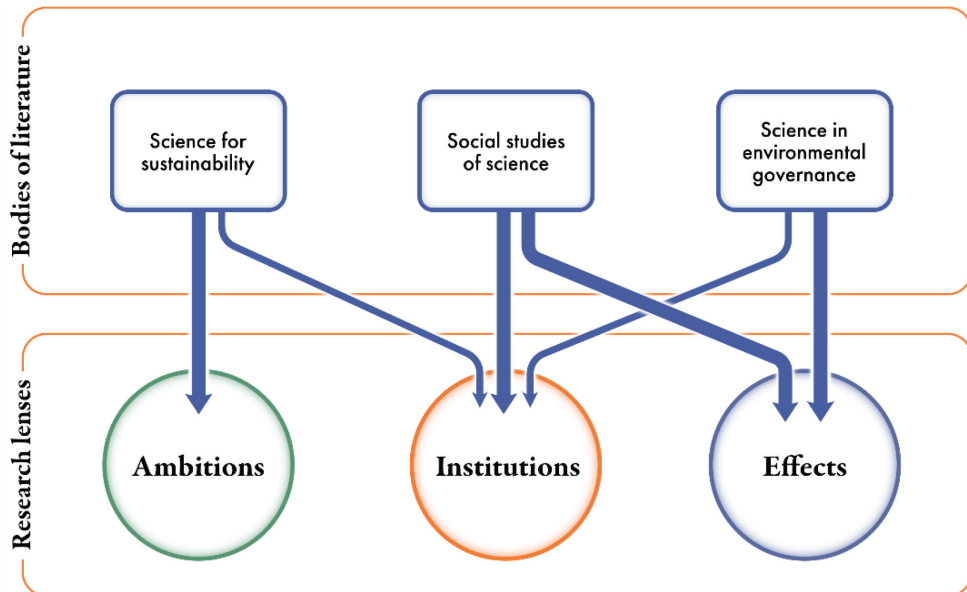 Bodies of literature
Science for
sustainability
Social studies
of science
Science in
environmental
governance
Research lenses
Ambitions
Institutions
Effects